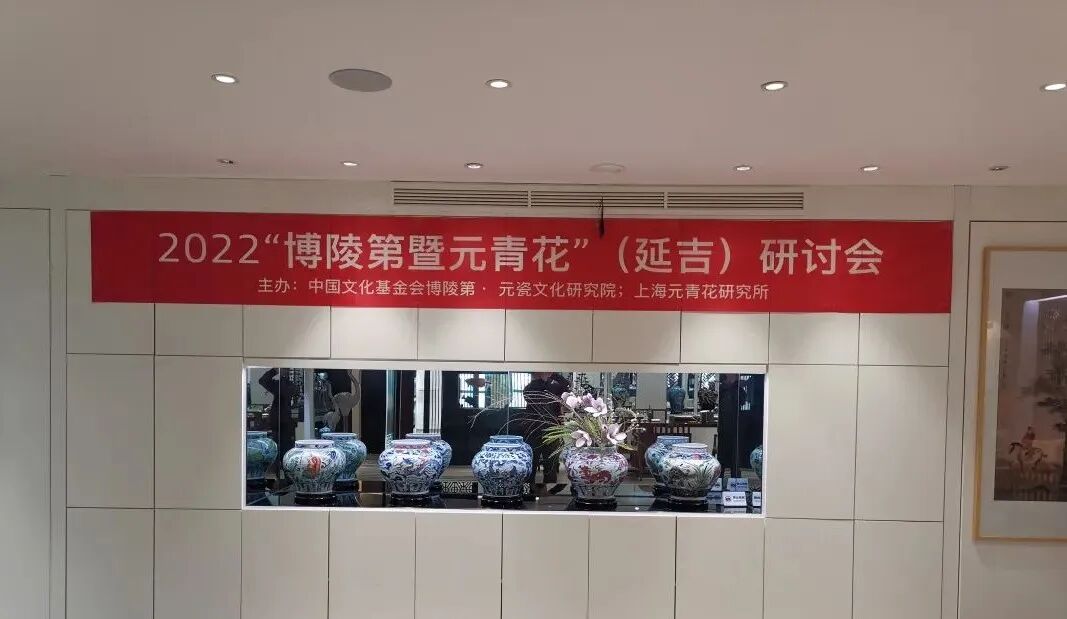 2022“博陵第暨元青花”（延吉）研讨会
主办：中国文化基金会博陵第· 元瓷文化研究院；上海元青花研究所